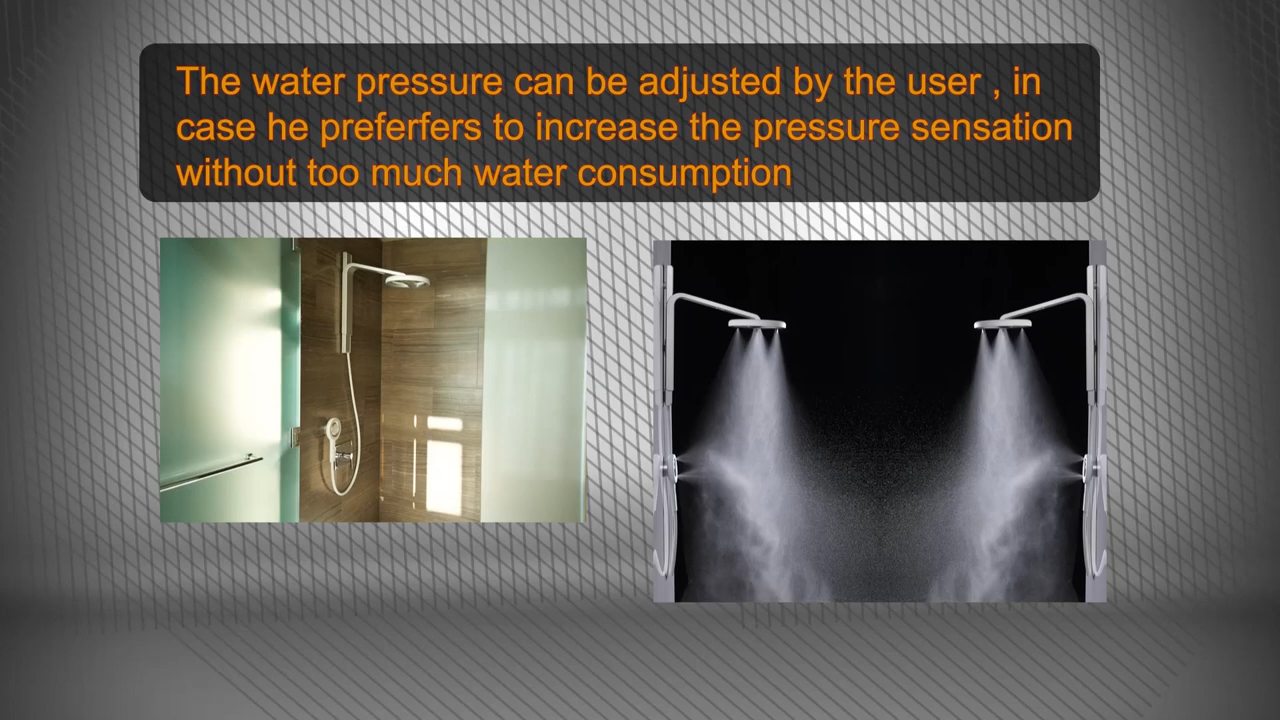 The water pressure can be adjusted by the user , in
case he preferfers to increase the pressure sensation
without too much water consumption